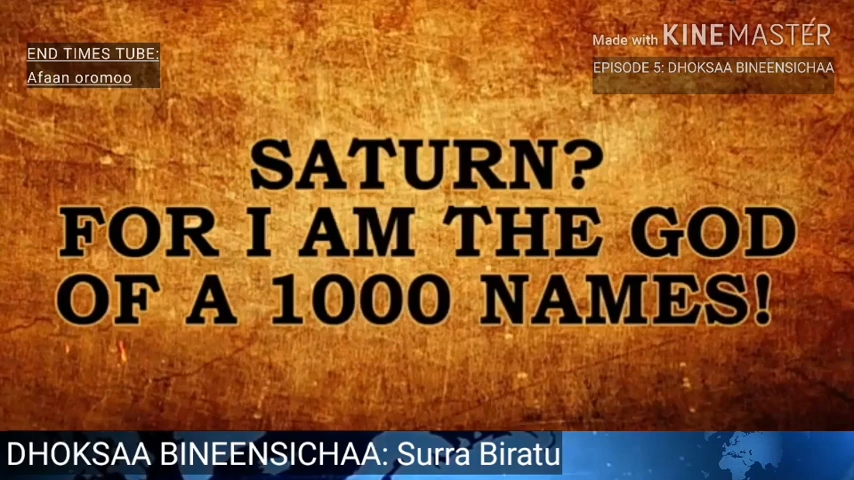 END TIMES TUBE:
Afaan oromoo
Made with KINEMASTER
EPISODE 5: DHOKSAA BINEENSICHAA
SATURN?
FOR I AM THE GOD
OF A 1000 NAMES!
DHOKSAA BINEENSICHAA: Surra Biratu